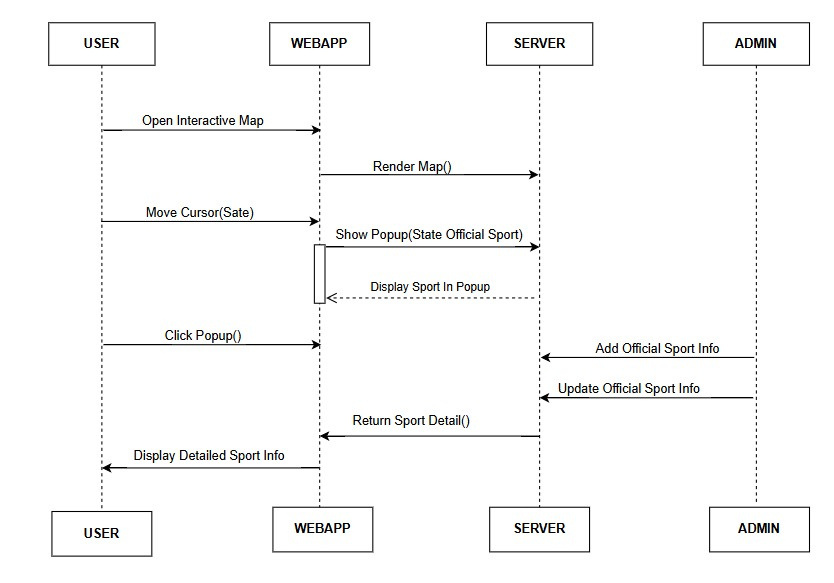 USER
WEBAPP
SERVER
ADMIN
Open Interactive Map
Render Map()
Move Cursor(Sate)
Show Popup(State Official Sport)
Display Sport In Popup
Click Popup()
Add Official Sport Info
Update Official Sport Info
Return Sport Detail()
Display Detailed Sport Info
USER
WEBAPP
SERVER
ADMIN